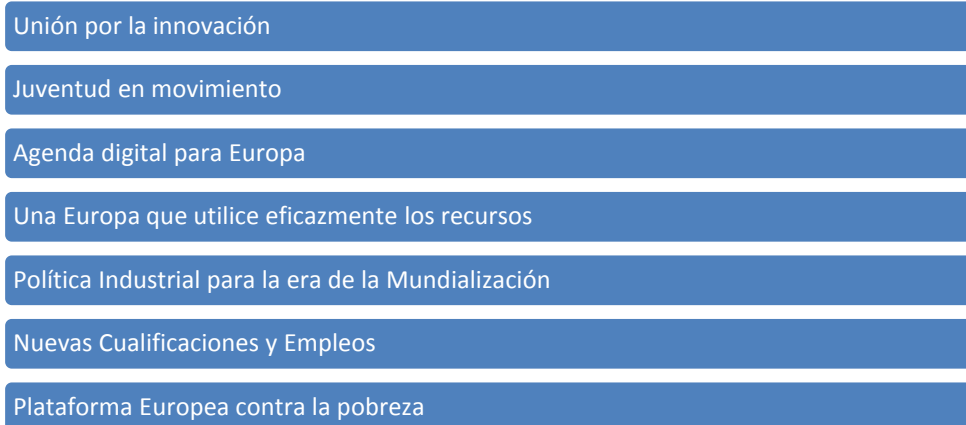 Unión por la innovación
Juventud en movimiento
Agenda digital para Europa
Una Europa que utilice eficazmente los recursos
Política Industrial para la era de la Mundialización
Nuevas Cualificaciones y Empleos
Plataforma Europea contra la pobreza